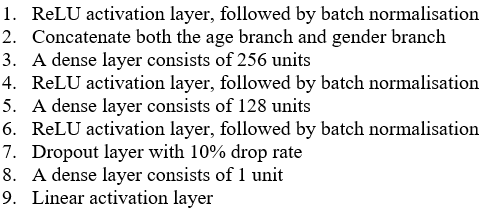 1. ReLU activation layer, followed by batch normalisation
2. Concatenate both the age branch and gender branch
3. A dense layer consists of 256 units
4. ReLU activation layer, followed by batch normalisation
5. A dense layer consists of 128 units
6. ReLU activation layer, followed by batch normalisation
7. Dropout layer with 10% drop rate
8. A dense layer consists of 1 unit
9. Linear activation layer